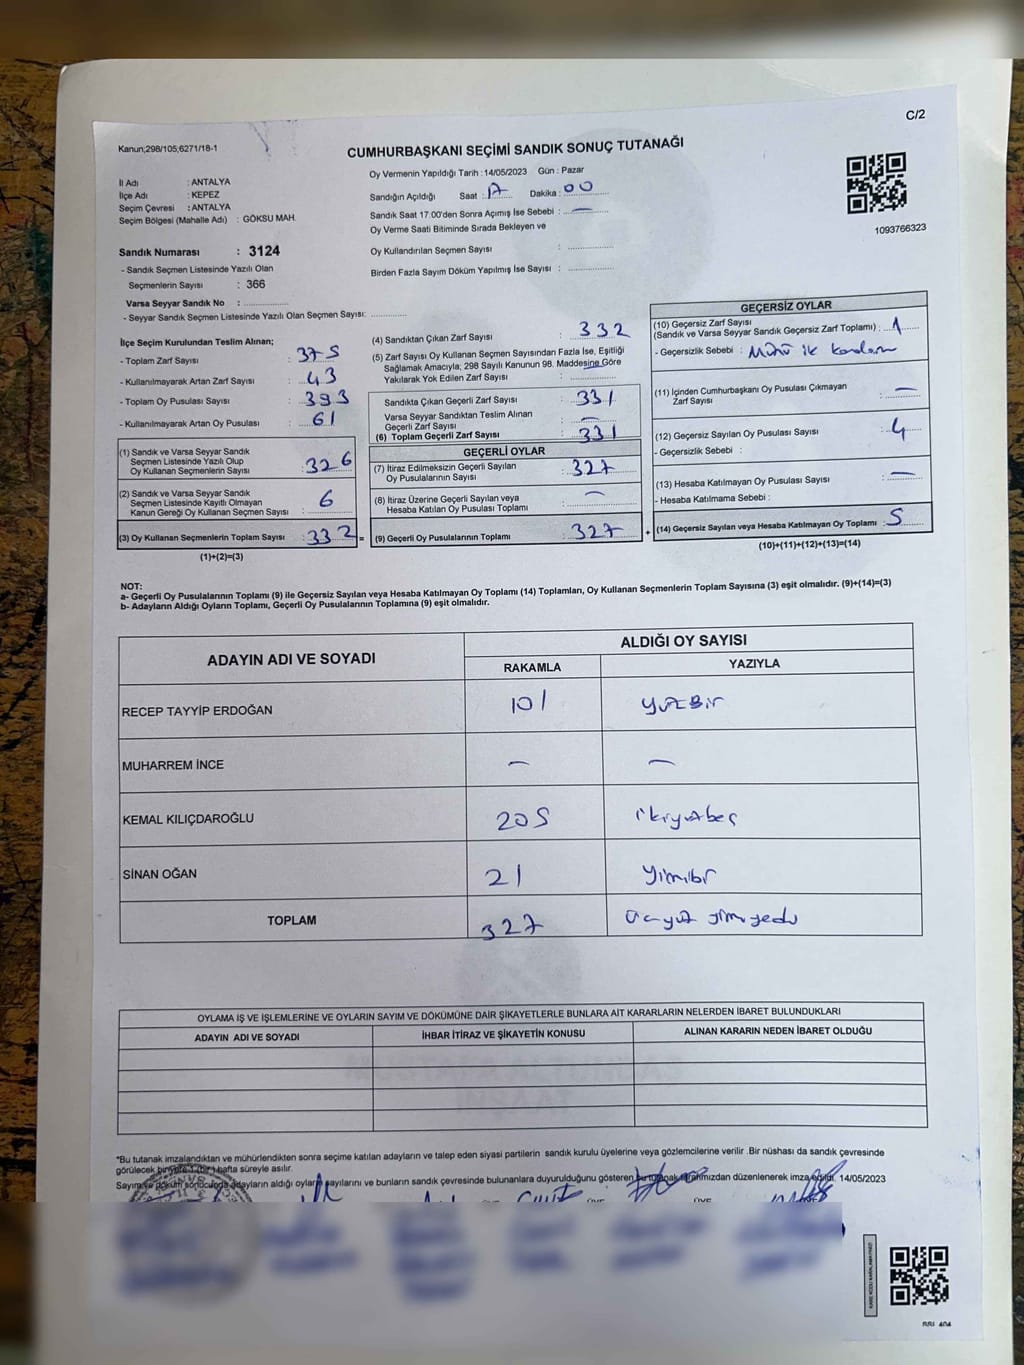 C/2
Kanun;298/105,6271/18-1
CUMHURBAŞKANI SEÇİMİ SANDIK SONUÇ TUTANAĞI
İl Adı : ANTALYA
İlçe Adı : KEPEZ
Seçim Çevresi : ANTALYA
Seçim Bölgesi (Mahalle Adı) : GÖKSU MAH.
Oy Vermenin Yapıldığı Tarih : 14/05/2023 Gün : Pazar
Sandığın Açıldığı Saat : 17 Dakika : 00
Sandık Saat 17.00'den Sonra Açımış İse Sebebi : —
Oy Verme Saati Bitiminde Sırada Bekleyen ve
Oy Kullandırılan Seçmen Sayısı :
Birden Fazla Sayım Döküm Yapılmış İse Sayısı :
1093766323
Sandık Numarası : 3124
- Sandık Seçmen Listesinde Yazılı Olan
Seçmenlerin Sayısı : 366
Varsa Seyyar Sandık No :
- Seyyar Sandık Seçmen Listesinde Yazılı Olan Seçmen Sayısı:
İlçe Seçim Kurulundan Teslim Alınan;
- Toplam Zarf Sayısı : 375
- Kullanılmayarak Artan Zarf Sayısı : 43
- Toplam Oy Pusulası Sayısı : 393
- Kullanılmayarak Artan Oy Pusulası : 61
(1) Sandık ve Varsa Seyyar Sandık
Seçmen Listesinde Yazılı Olup
Oy Kullanan Seçmenlerin Sayısı : 326
(2) Sandık ve Varsa Seyyar Sandık
Seçmen Listesinde Kayıtlı Olmayan
Kanun Gereği Oy Kullanan Seçmen Sayısı : 6
(3) Oy Kullanan Seçmenlerin Toplam Sayısı : 332 =
(1)+(2)=(3)
(4) Sandıktan Çıkan Zarf Sayısı : 332
(5) Zarf Sayısı Oy Kullanan Seçmen Sayısından Fazla İse, Eşitliği
Sağlamak Amacıyla; 298 Sayılı Kanunun 98. Maddesine Göre
Yakılarak Yok Edilen Zarf Sayısı :
Sandıkta Çıkan Geçerli Zarf Sayısı : 331
Varsa Seyyar Sandıktan Teslim Alınan
Geçerli Zarf Sayısı : —
(6) Toplam Geçerli Zarf Sayısı : 331
GEÇERLİ OYLAR
(7) İtiraz Edilmeksizin Geçerli Sayılan
Oy Pusulalarının Sayısı : 327
(8) İtiraz Üzerine Geçerli Sayılan veya
Hesaba Katılan Oy Pusulası Toplamı : —
(9) Geçerli Oy Pusulalarının Toplamı : 327 +
GEÇERSİZ OYLAR
(10) Geçersiz Zarf Sayısı
(Sandık ve Varsa Seyyar Sandık Geçersiz Zarf Toplamı) : 1
- Geçersizlik Sebebi :
(11) İçinden Cumhurbaşkanı Oy Pusulası Çıkmayan
Zarf Sayısı : —
(12) Geçersiz Sayılan Oy Pusulası Sayısı : 4
- Geçersizlik Sebebi :
(13) Hesaba Katılmayan Oy Pusulası Sayısı : —
- Hesaba Katılmama Sebebi :
(14) Geçersiz Sayılan veya Hesaba Katılmayan Oy Toplamı : 5
(10)+(11)+(12)+(13)=(14)
NOT:
a- Geçerli Oy Pusulalarının Toplamı (9) ile Geçersiz Sayılan veya Hesaba Katılmayan Oy Toplamı (14) Toplamları, Oy Kullanan Seçmenlerin Toplam Sayısına (3) eşit olmalıdır. (9)+(14)=(3)
b- Adayların Aldığı Oyların Toplamı, Geçerli Oy Pusulalarının Toplamına (9) eşit olmalıdır.
ADAYIN ADI VE SOYADI
ALDIĞI OY SAYISI
RAKAMLA YAZIYLA
RECEP TAYYİP ERDOĞAN 101 yüzbir
MUHARREM İNCE — —
KEMAL KILIÇDAROĞLU 205 ikiyüzbeş
SİNAN OĞAN 21 yirmibir
TOPLAM 327 üçyüz yirmiyedi
OYLAMA İŞ VE İŞLEMLERİNE VE OYLARIN SAYIM VE DÖKÜMÜNE DAİR ŞİKAYETLERLE BUNLARA AİT KARARLARIN NELERDEN İBARET BULUNDUKLARI
ADAYIN ADI VE SOYADI İHBAR İTİRAZ VE ŞİKAYETİN KONUSU ALINAN KARARIN NEDEN İBARET OLDUĞU
*Bu tutanak imzalandıktan ve mühürlendikten sonra seçime katılan adayların ve talep eden siyasi partilerin sandık kurulu üyelerine veya gözlemcilerine verilir .Bir nüshası da sandık çevresinde
görülecek bir yere 1 (bir) hafta süreyle asılır.
Sayım ve döküm sonucunda adayların aldığı oyların sayıları ve bunların sandık çevresinde bulunanlara duyurulduğunu gösteren bu tutanak tarafımızdan düzenlenerek imza edildi. 14/05/2023